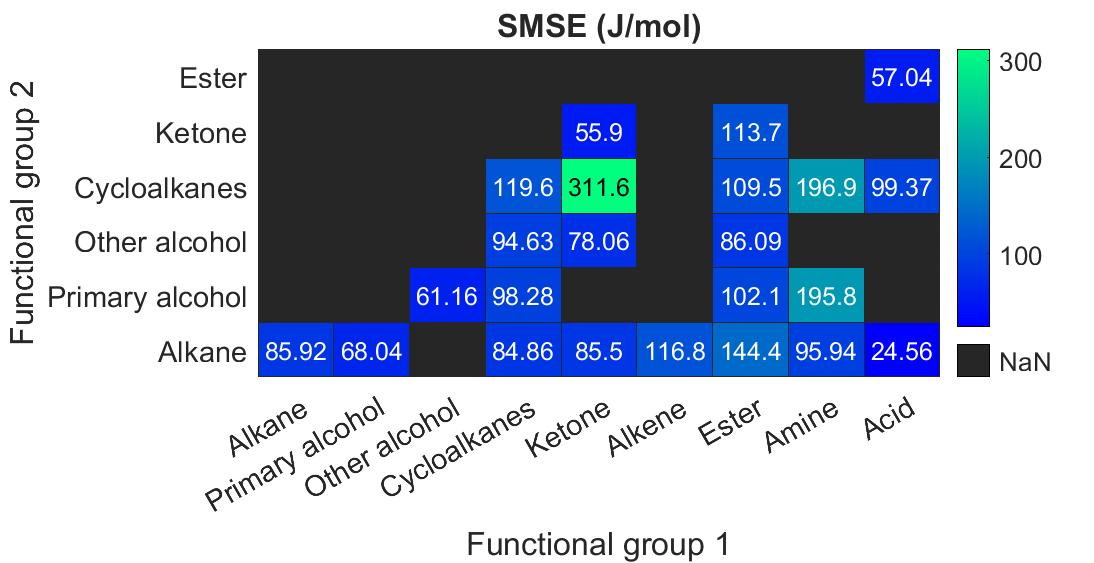 SMSE (J/mol)
Functional group 2
Ester 57.04
Ketone 55.9 113.7
Cycloalkanes 119.6 311.6 109.5 196.9 99.37
Other alcohol 94.63 78.06 86.09
Primary alcohol 61.16 98.28 102.1 195.8
Alkane 85.92 68.04 84.86 85.5 116.8 144.4 95.94 24.56
Alkane Primary alcohol Other alcohol Cycloalkanes Ketone Alkene Ester Amine Acid
Functional group 1
300
200
100
NaN